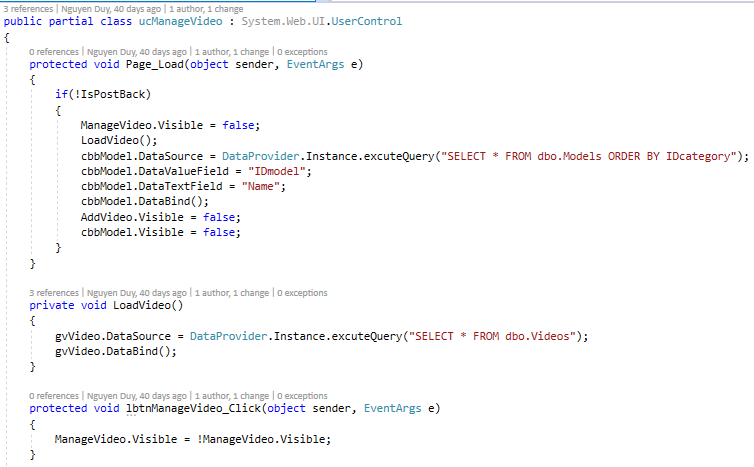 3 references | Nguyen Duy, 40 days ago | 1 author, 1 change
public partial class ucManageVideo : System.Web.UI.UserControl
{
0 references | Nguyen Duy, 40 days ago | 1 author, 1 change | 0 exceptions
protected void Page_Load(object sender, EventArgs e)
{
if(!IsPostBack)
{
ManageVideo.Visible = false;
LoadVideo();
cbbModel.DataSource = DataProvider.Instance.excuteQuery("SELECT * FROM dbo.Models ORDER BY IDcategory");
cbbModel.DataValueField = "IDmodel";
cbbModel.DataTextField = "Name";
cbbModel.DataBind();
AddVideo.Visible = false;
cbbModel.Visible = false;
}
}
3 references | Nguyen Duy, 40 days ago | 1 author, 1 change | 0 exceptions
private void LoadVideo()
{
gvVideo.DataSource = DataProvider.Instance.excuteQuery("SELECT * FROM dbo.Videos");
gvVideo.DataBind();
}
0 references | Nguyen Duy, 40 days ago | 1 author, 1 change | 0 exceptions
protected void lbtnManageVideo_Click(object sender, EventArgs e)
{
ManageVideo.Visible = !ManageVideo.Visible;
}